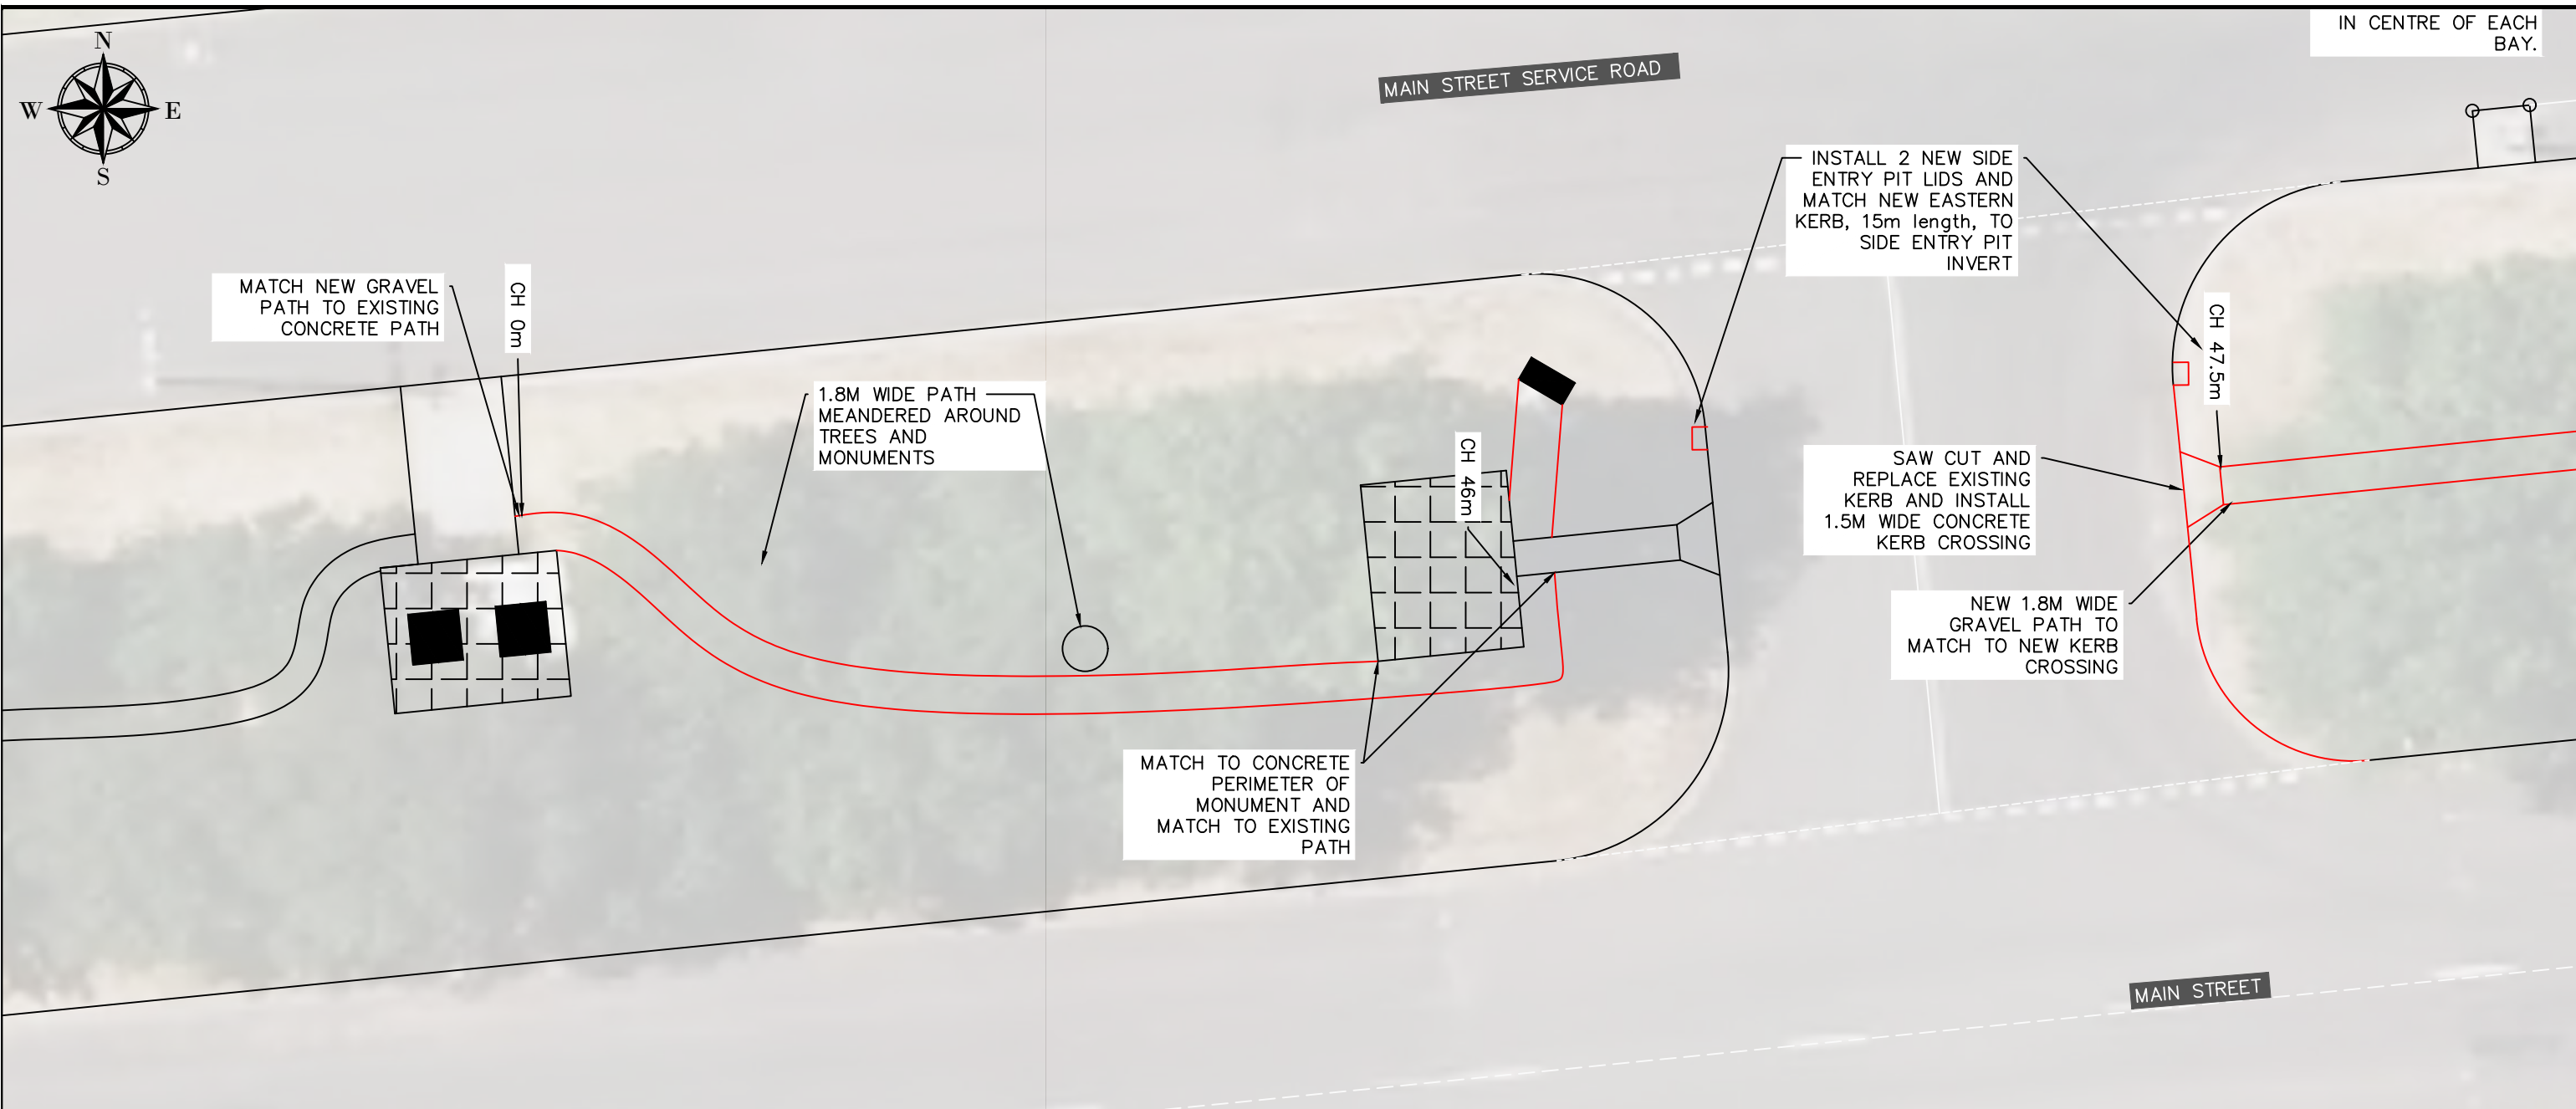 IN CENTRE OF EACH
BAY.
N
W
E
S
MAIN STREET SERVICE ROAD
INSTALL 2 NEW SIDE
ENTRY PIT LIDS AND
MATCH NEW EASTERN
KERB, 15m length, TO
SIDE ENTRY PIT
INVERT
MATCH NEW GRAVEL
PATH TO EXISTING
CONCRETE PATH
CH 0m
CH 47.5m
1.8M WIDE PATH
MEANDERED AROUND
TREES AND
MONUMENTS
CH 46m
SAW CUT AND
REPLACE EXISTING
KERB AND INSTALL
1.5M WIDE CONCRETE
KERB CROSSING
NEW 1.8M WIDE
GRAVEL PATH TO
MATCH TO NEW KERB
CROSSING
MATCH TO CONCRETE
PERIMETER OF
MONUMENT AND
MATCH TO EXISTING
PATH
MAIN STREET